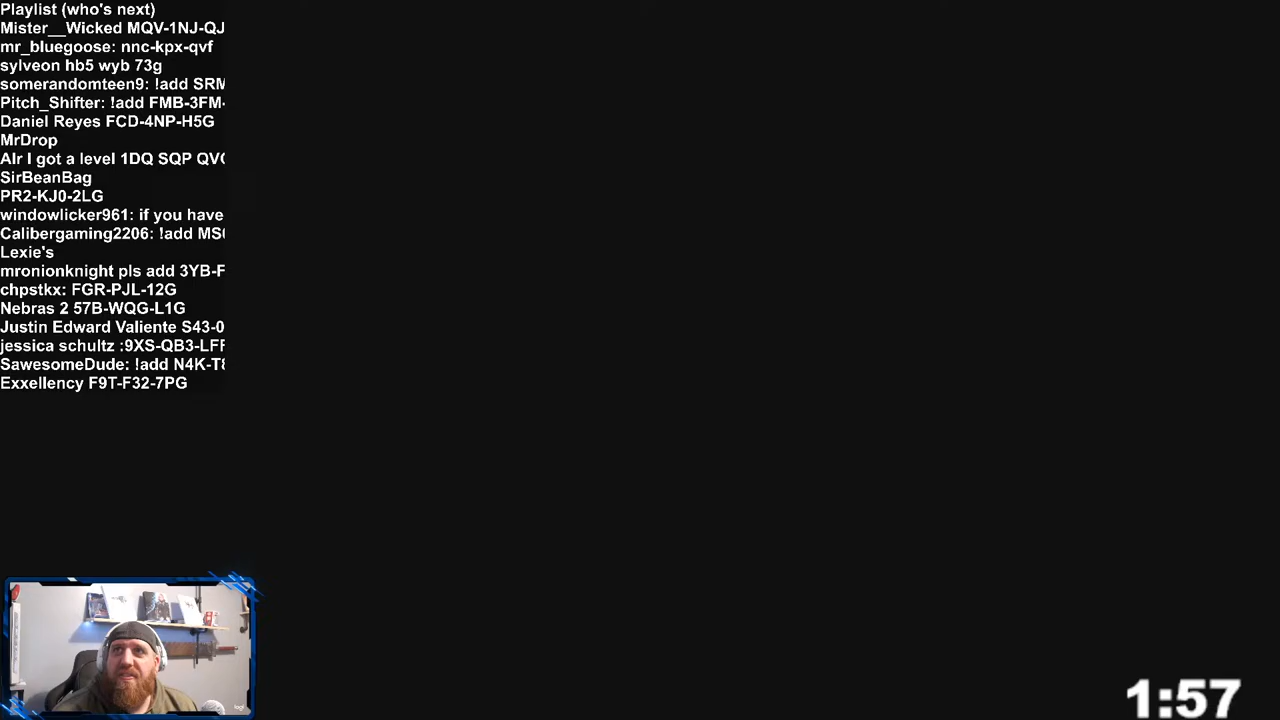 Playlist (who's next)
Mister__Wicked MQV-1NJ-QJ
mr_bluegoose: nnc-kpx-qvf
sylveon hb5 wyb 73g
somerandomteen9: !add SRM
Pitch_Shifter: !add FMB-3FM-
Daniel Reyes FCD-4NP-H5G
MrDrop
Alr I got a level 1DQ SQP QV
SirBeanBag
PR2-KJ0-2LG
windowlicker961: if you have
Calibergaming2206: !add MS
Lexie's
mronionknight pls add 3YB-F
chpstkx: FGR-PJL-12G
Nebras 2 57B-WQG-L1G
Justin Edward Valiente S43-0
jessica schultz :9XS-QB3-LF
SawesomeDude: !add N4K-T8
Exxellency F9T-F32-7PG
1:57